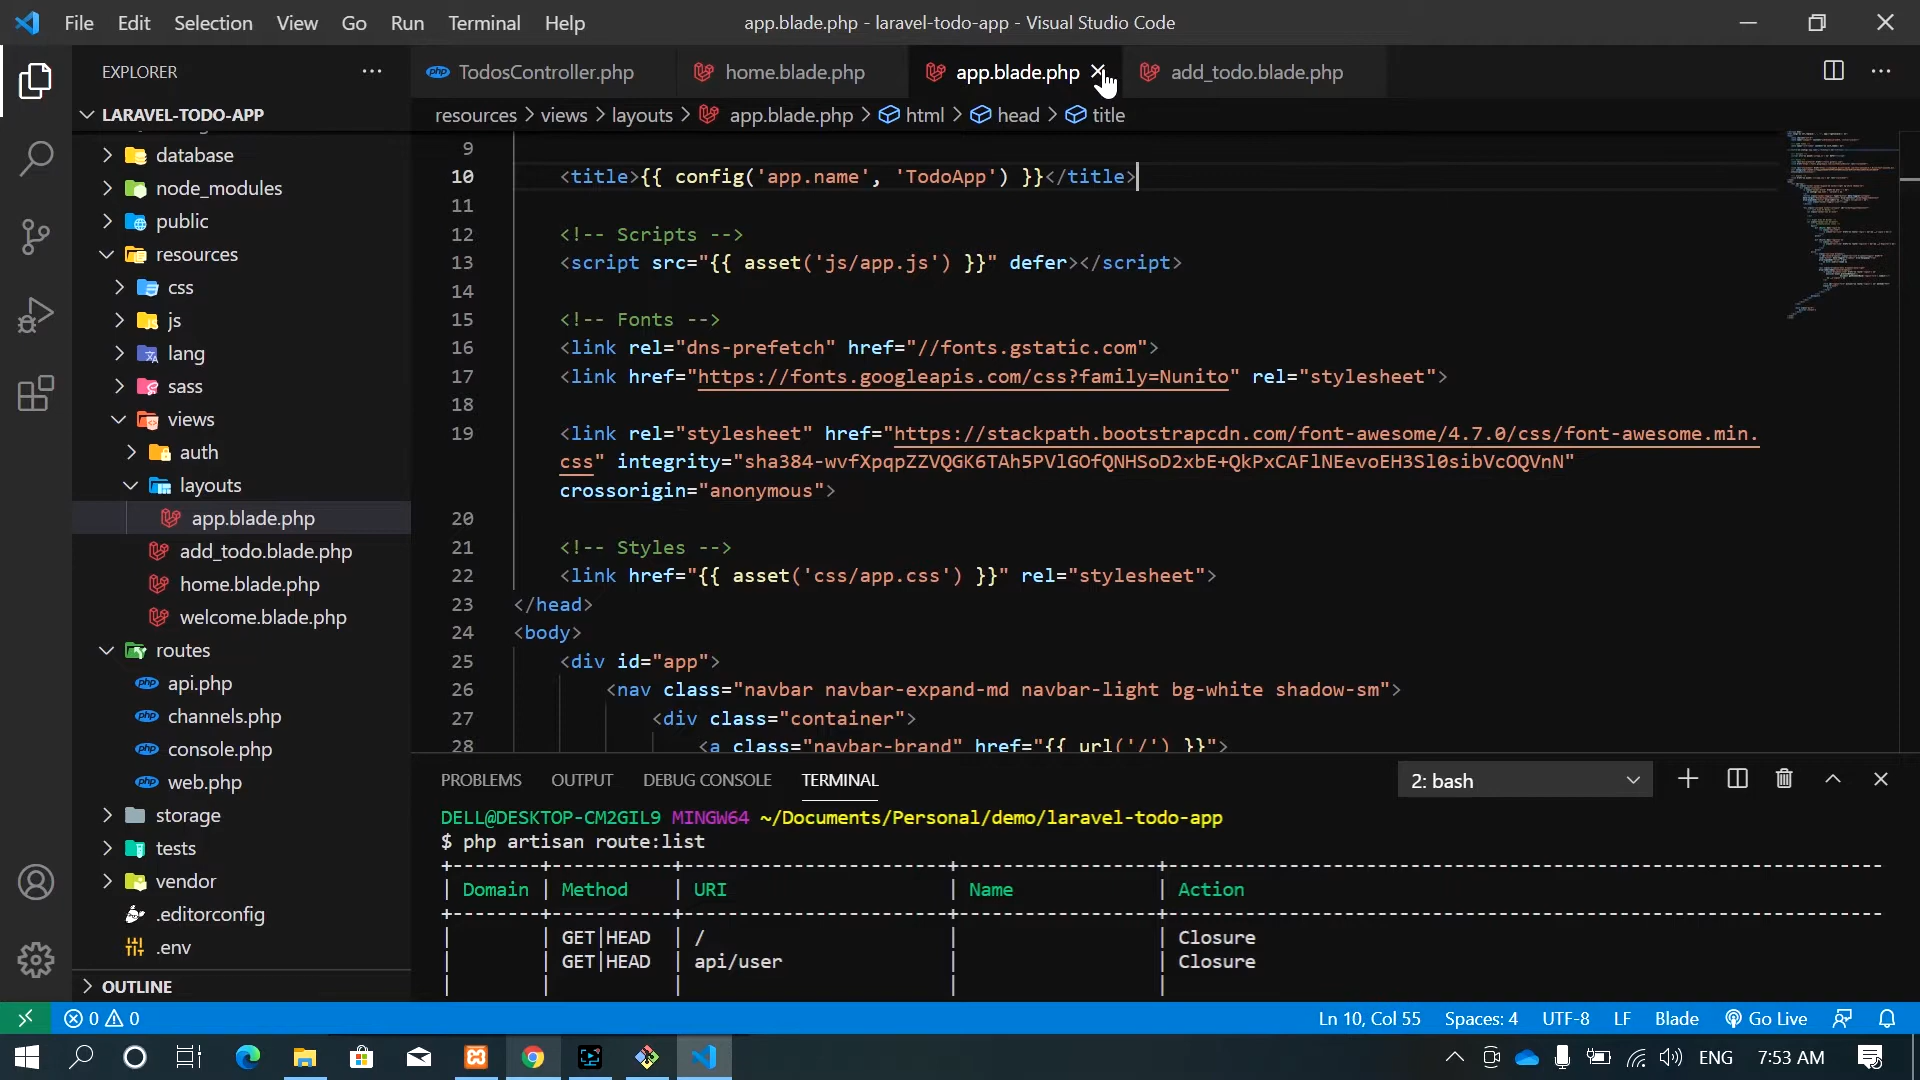 File Edit Selection View Go Run Terminal Help
app.blade.php - laravel-todo-app - Visual Studio Code
EXPLORER
LARAVEL-TODO-APP
database
node_modules
public
resources
css
js
lang
sass
views
auth
layouts
app.blade.php
add_todo.blade.php
home.blade.php
welcome.blade.php
routes
php api.php
php channels.php
php console.php
php web.php
storage
tests
vendor
.editorconfig
.env
OUTLINE
php TodosController.php home.blade.php app.blade.php add_todo.blade.php
resources > views > layouts > app.blade.php > html > head > title
9
10 <title>{{ config('app.name', 'TodoApp') }}</title>
11
12 <!-- Scripts -->
13 <script src="{{ asset('js/app.js') }}" defer></script>
14
15 <!-- Fonts -->
16 <link rel="dns-prefetch" href="//fonts.gstatic.com">
17 <link href="https://fonts.googleapis.com/css?family=Nunito" rel="stylesheet">
18
19 <link rel="stylesheet" href="https://stackpath.bootstrapcdn.com/font-awesome/4.7.0/css/font-awesome.min.
css" integrity="sha384-wvfXpqpZZVQGK6TAh5PVlGOfQNHSoD2xbE+QkPxCAFlNEevoEH3Sl0sibVcOQVnN"
crossorigin="anonymous">
20
21 <!-- Styles -->
22 <link href="{{ asset('css/app.css') }}" rel="stylesheet">
23 </head>
24 <body>
25 <div id="app">
26 <nav class="navbar navbar-expand-md navbar-light bg-white shadow-sm">
27 <div class="container">
28 <a class="navbar-brand" href="{{ url('/') }}">
PROBLEMS OUTPUT DEBUG CONSOLE TERMINAL 2: bash
DELL@DESKTOP-CM2GIL9 MINGW64 ~/Documents/Personal/demo/laravel-todo-app
$ php artisan route:list
| Domain | Method | URI | Name | Action
| | GET|HEAD | / | | Closure
| | GET|HEAD | api/user | | Closure
0 0 Ln 10, Col 55 Spaces: 4 UTF-8 LF Blade Go Live
ENG 7:53 AM